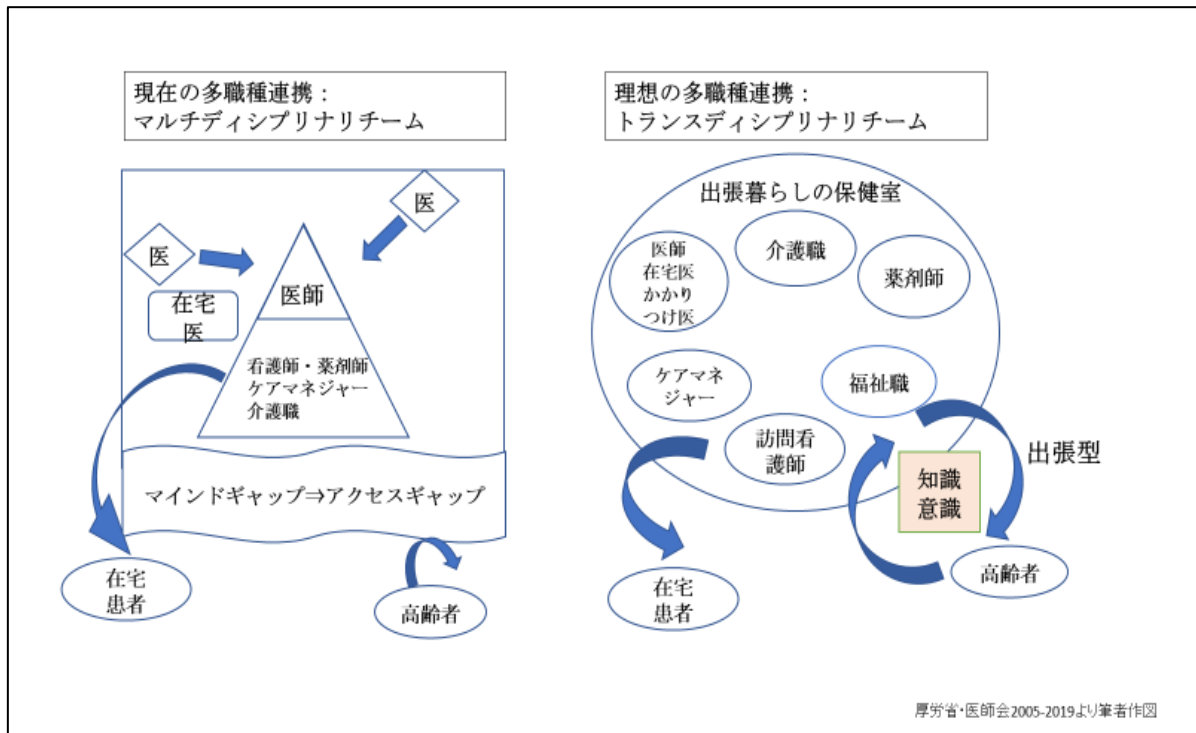 現在の多職種連携：
マルチディシプリナリチーム
医
医
在宅
医
医師
看護師・薬剤師
ケアマネジャー
介護職
マインドギャップ⇒アクセスギャップ
在宅
患者
高齢者
理想の多職種連携：
トランスディシプリナリチーム
出張暮らしの保健室
医師
在宅医
かかり
つけ医
介護職
薬剤師
ケアマネ
ジャー
福祉職
訪問看
護師
出張型
知識
意識
在宅
患者
高齢者
厚労省・医師会2005-2019より筆者作図